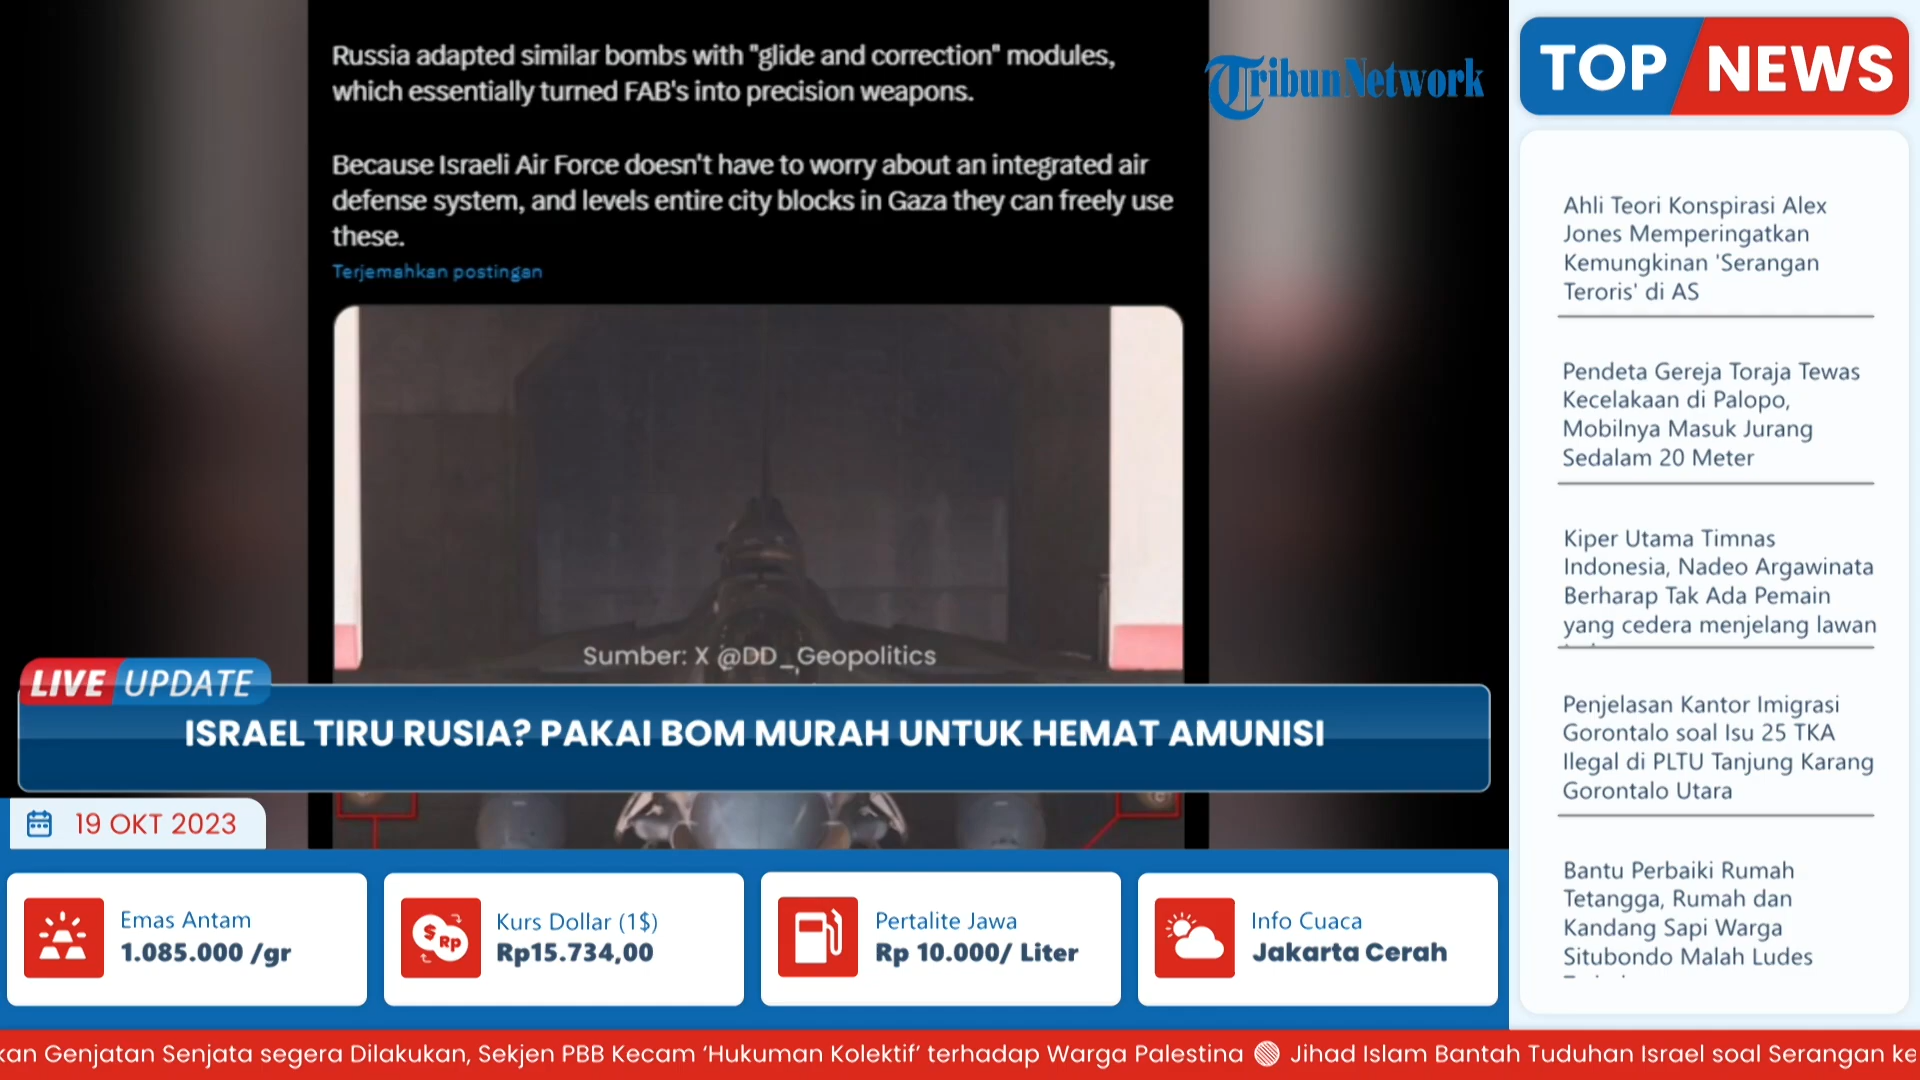 Russia adapted similar bombs with "glide and correction" modules,
which essentially turned FAB's into precision weapons.
Because Israeli Air Force doesn't have to worry about an integrated air
defense system, and levels entire city blocks in Gaza they can freely use
these.
Terjemahkan postingan
TribunNetwork
Sumber: X @DD_Geopolitics
LIVE UPDATE
ISRAEL TIRU RUSIA? PAKAI BOM MURAH UNTUK HEMAT AMUNISI
19 OKT 2023
Emas Antam
1.085.000 /gr
$ Rp
Kurs Dollar (1$)
Rp15.734,00
Pertalite Jawa
Rp 10.000/ Liter
Info Cuaca
Jakarta Cerah
TOP NEWS
Ahli Teori Konspirasi Alex
Jones Memperingatkan
Kemungkinan 'Serangan
Teroris' di AS
Pendeta Gereja Toraja Tewas
Kecelakaan di Palopo,
Mobilnya Masuk Jurang
Sedalam 20 Meter
Kiper Utama Timnas
Indonesia, Nadeo Argawinata
Berharap Tak Ada Pemain
yang cedera menjelang lawan
Penjelasan Kantor Imigrasi
Gorontalo soal Isu 25 TKA
Ilegal di PLTU Tanjung Karang
Gorontalo Utara
Bantu Perbaiki Rumah
Tetangga, Rumah dan
Kandang Sapi Warga
Situbondo Malah Ludes
kan Genjatan Senjata segera Dilakukan, Sekjen PBB Kecam ‘Hukuman Kolektif’ terhadap Warga Palestina Jihad Islam Bantah Tuduhan Israel soal Serangan ke